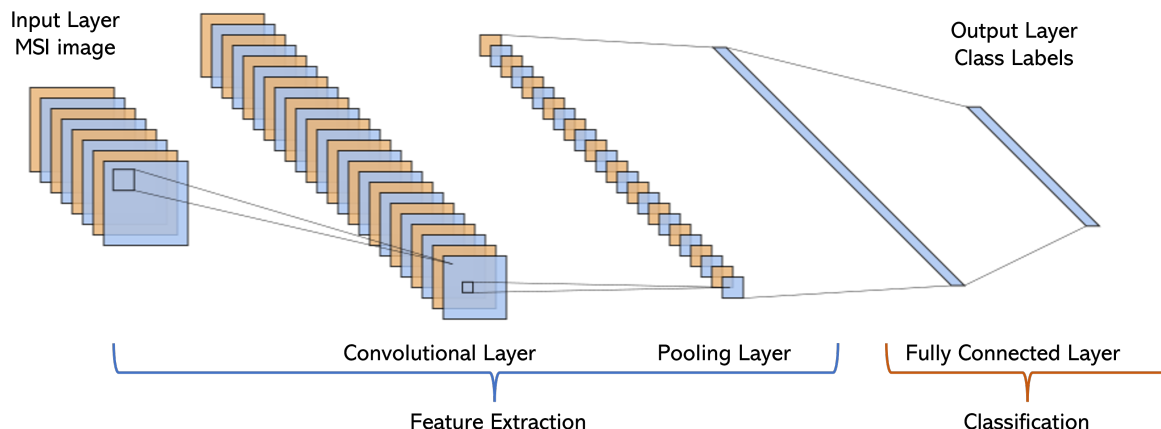 Input Layer
MSI image
Output Layer
Class Labels
Convolutional Layer
Pooling Layer
Fully Connected Layer
Feature Extraction
Classification